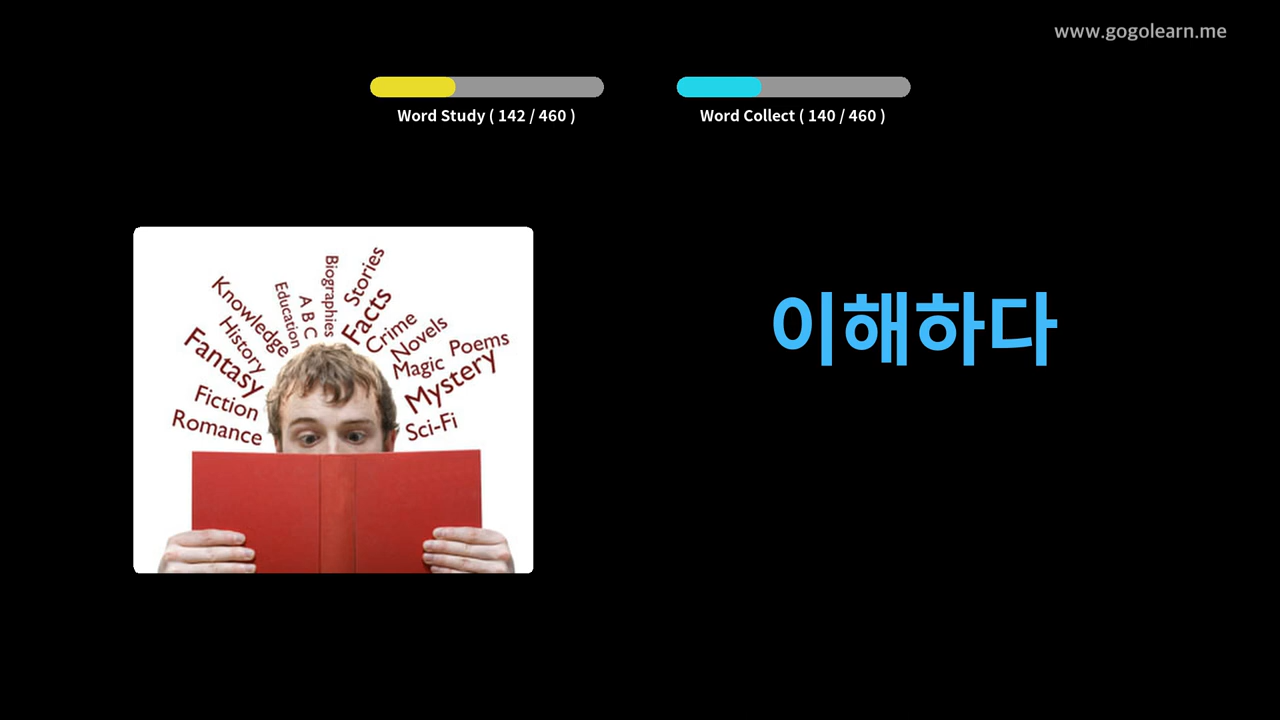 www.gogolearn.me
Word Study ( 142 / 460 )
Word Collect ( 140 / 460 )
Biographies
Stories
Education
A B C
Facts
Knowledge
Crime
History
Novels
Poems
Fantasy
Magic
Mystery
Fiction
Romance
Sci-Fi
이해하다